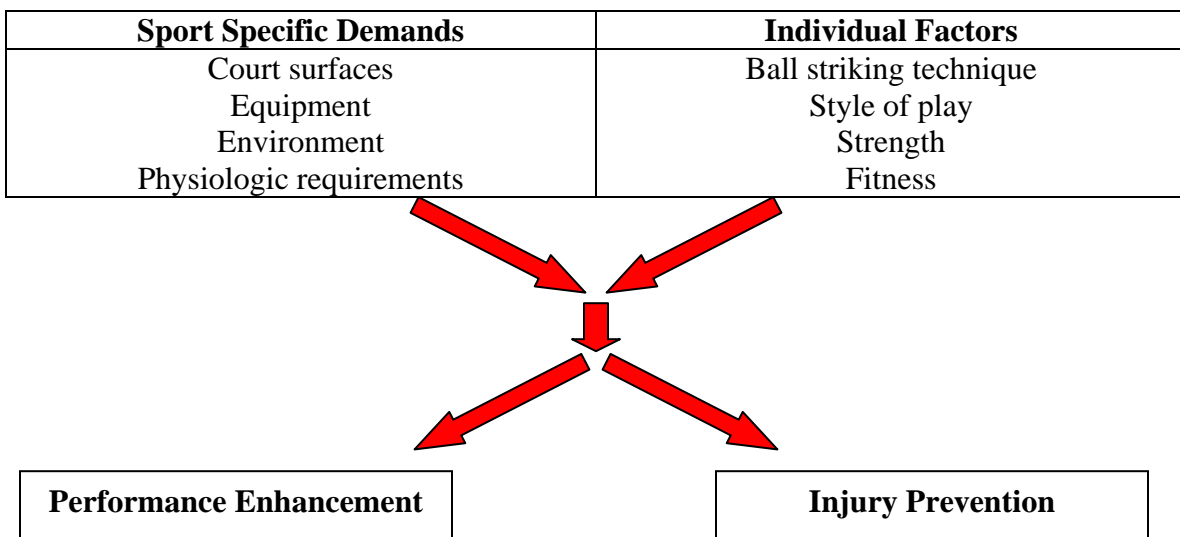 Sport Specific Demands
Individual Factors
Court surfaces
Equipment
Environment
Physiologic requirements
Ball striking technique
Style of play
Strength
Fitness
Performance Enhancement
Injury Prevention